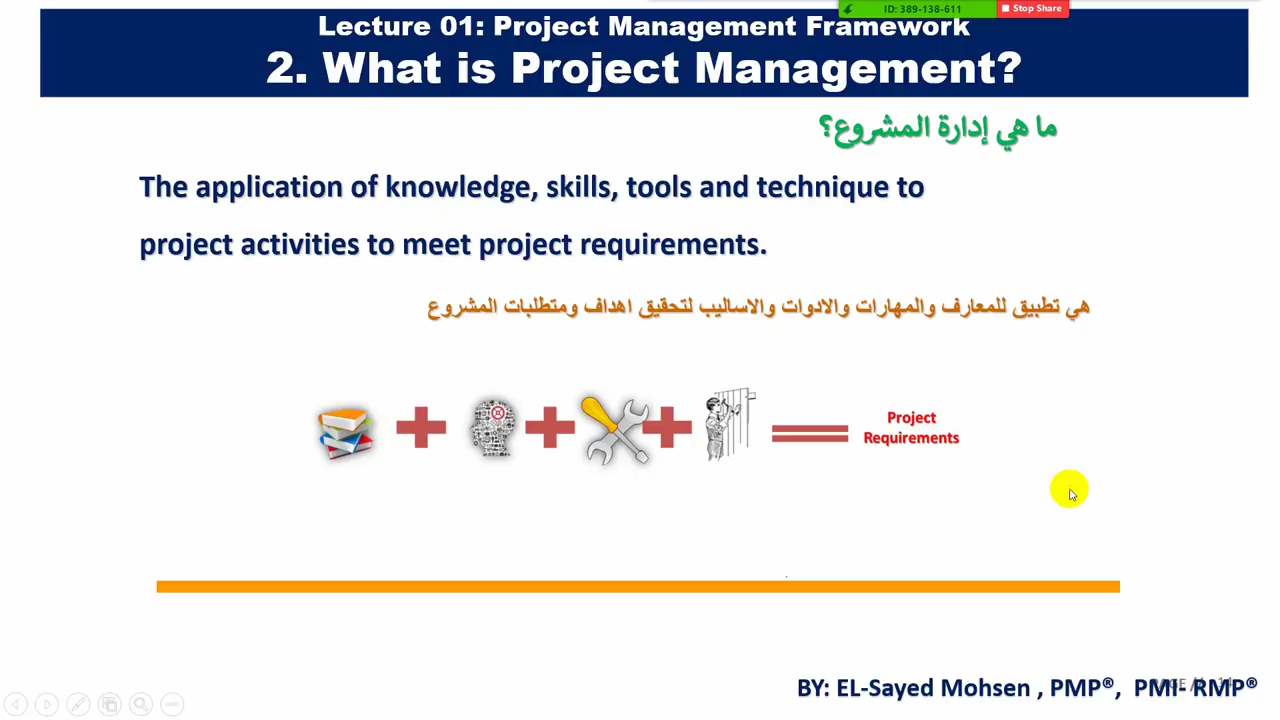 ID: 389-138-611
Stop Share
Lecture 01: Project Management Framework
2. What is Project Management?
ما هي إدارة المشروع؟
The application of knowledge, skills, tools and technique to
project activities to meet project requirements.
هي تطبيق للمعارف والمهارات والادوات والاساليب لتحقيق اهداف ومتطلبات المشروع
Project
Requirements
BY: EL-Sayed Mohsen , PMP®, PMI- RMP®